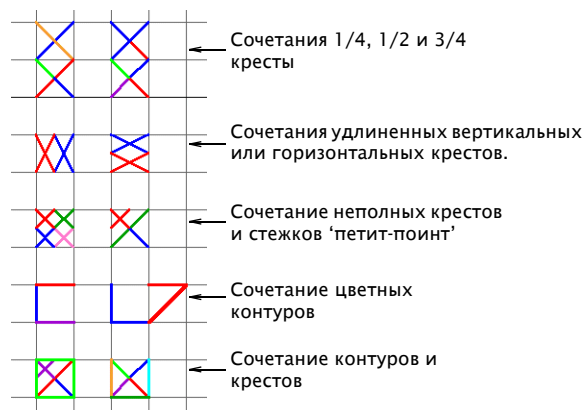 Сочетания 1/4, 1/2 и 3/4
кресты
Сочетания удлиненных вертикальных
или горизонтальных крестов.
Сочетание неполных крестов
и стежков ‘петит-поинт’
Сочетание цветных
контуров
Сочетание контуров и
крестов